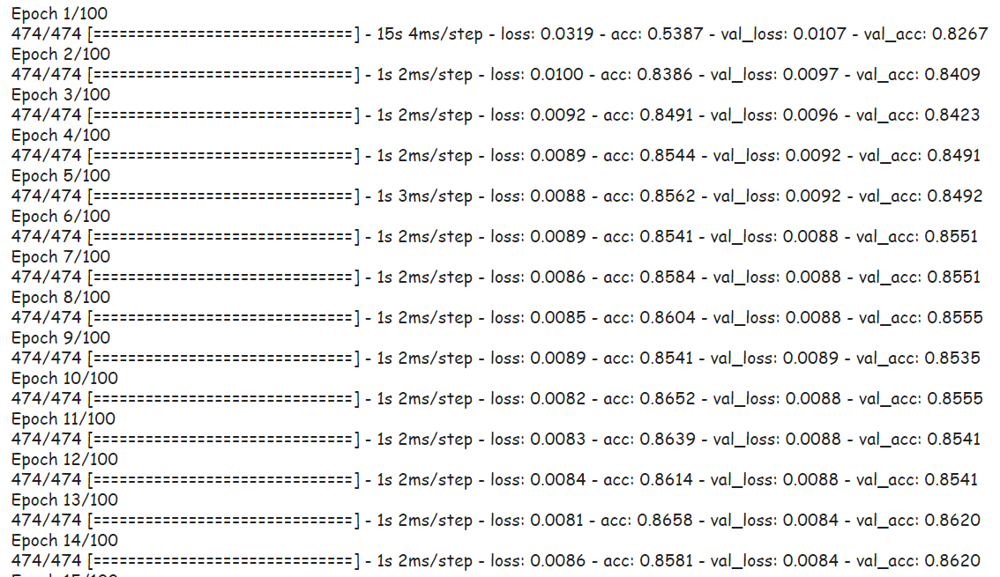 Epoch 1/100
474/474 [==============================] - 15s 4ms/step - loss: 0.0319 - acc: 0.5387 - val_loss: 0.0107 - val_acc: 0.8267
Epoch 2/100
474/474 [==============================] - 1s 2ms/step - loss: 0.0100 - acc: 0.8386 - val_loss: 0.0097 - val_acc: 0.8409
Epoch 3/100
474/474 [==============================] - 1s 2ms/step - loss: 0.0092 - acc: 0.8491 - val_loss: 0.0096 - val_acc: 0.8423
Epoch 4/100
474/474 [==============================] - 1s 2ms/step - loss: 0.0089 - acc: 0.8544 - val_loss: 0.0092 - val_acc: 0.8491
Epoch 5/100
474/474 [==============================] - 1s 3ms/step - loss: 0.0088 - acc: 0.8562 - val_loss: 0.0092 - val_acc: 0.8492
Epoch 6/100
474/474 [==============================] - 1s 2ms/step - loss: 0.0089 - acc: 0.8541 - val_loss: 0.0088 - val_acc: 0.8551
Epoch 7/100
474/474 [==============================] - 1s 2ms/step - loss: 0.0086 - acc: 0.8584 - val_loss: 0.0088 - val_acc: 0.8551
Epoch 8/100
474/474 [==============================] - 1s 2ms/step - loss: 0.0085 - acc: 0.8604 - val_loss: 0.0088 - val_acc: 0.8555
Epoch 9/100
474/474 [==============================] - 1s 2ms/step - loss: 0.0089 - acc: 0.8541 - val_loss: 0.0089 - val_acc: 0.8535
Epoch 10/100
474/474 [==============================] - 1s 2ms/step - loss: 0.0082 - acc: 0.8652 - val_loss: 0.0088 - val_acc: 0.8555
Epoch 11/100
474/474 [==============================] - 1s 2ms/step - loss: 0.0083 - acc: 0.8639 - val_loss: 0.0088 - val_acc: 0.8541
Epoch 12/100
474/474 [==============================] - 1s 2ms/step - loss: 0.0084 - acc: 0.8614 - val_loss: 0.0088 - val_acc: 0.8541
Epoch 13/100
474/474 [==============================] - 1s 2ms/step - loss: 0.0081 - acc: 0.8658 - val_loss: 0.0084 - val_acc: 0.8620
Epoch 14/100
474/474 [==============================] - 1s 2ms/step - loss: 0.0086 - acc: 0.8581 - val_loss: 0.0084 - val_acc: 0.8620